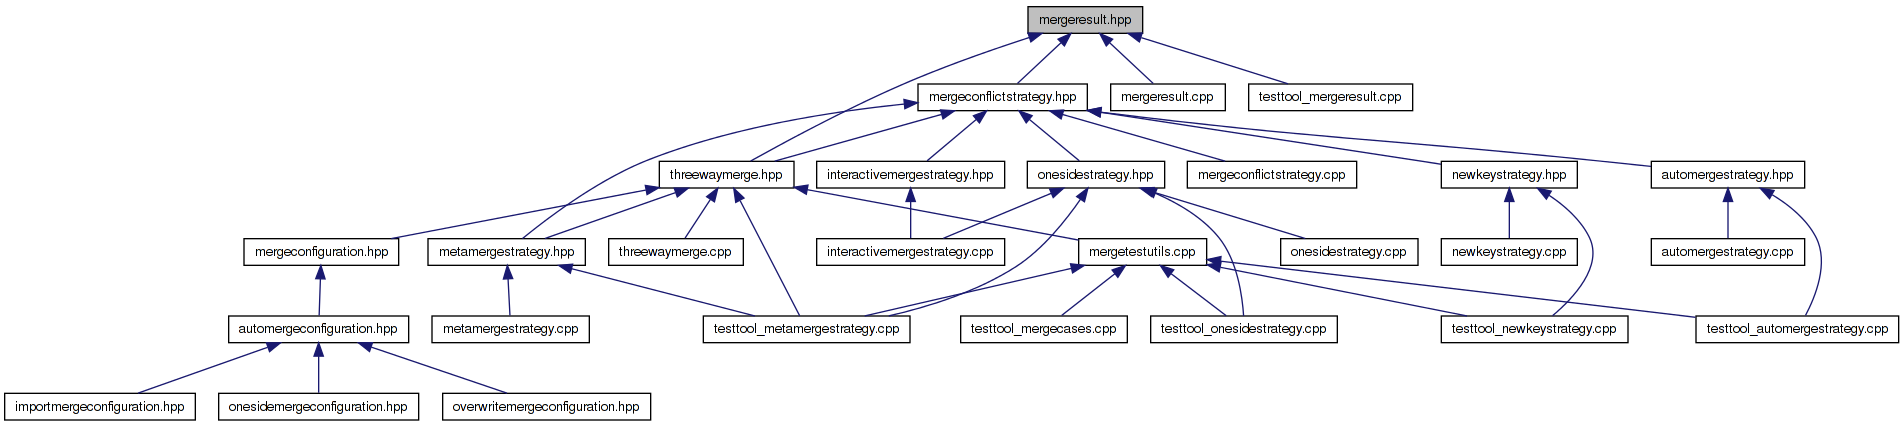 mergeresult.hpp
mergeconflictstrategy.hpp
mergeresult.cpp
testtool_mergeresult.cpp
threewaymerge.hpp
interactivemergestrategy.hpp
onesidestrategy.hpp
mergeconflictstrategy.cpp
newkeystrategy.hpp
automergestrategy.hpp
mergeconfiguration.hpp
metamergestrategy.hpp
threewaymerge.cpp
interactivemergestrategy.cpp
mergetestutils.cpp
onesidestrategy.cpp
newkeystrategy.cpp
automergestrategy.cpp
automergeconfiguration.hpp
metamergestrategy.cpp
testtool_metamergestrategy.cpp
testtool_mergecases.cpp
testtool_onesidestrategy.cpp
testtool_newkeystrategy.cpp
testtool_automergestrategy.cpp
importmergeconfiguration.hpp
onesidemergeconfiguration.hpp
overwritemergeconfiguration.hpp